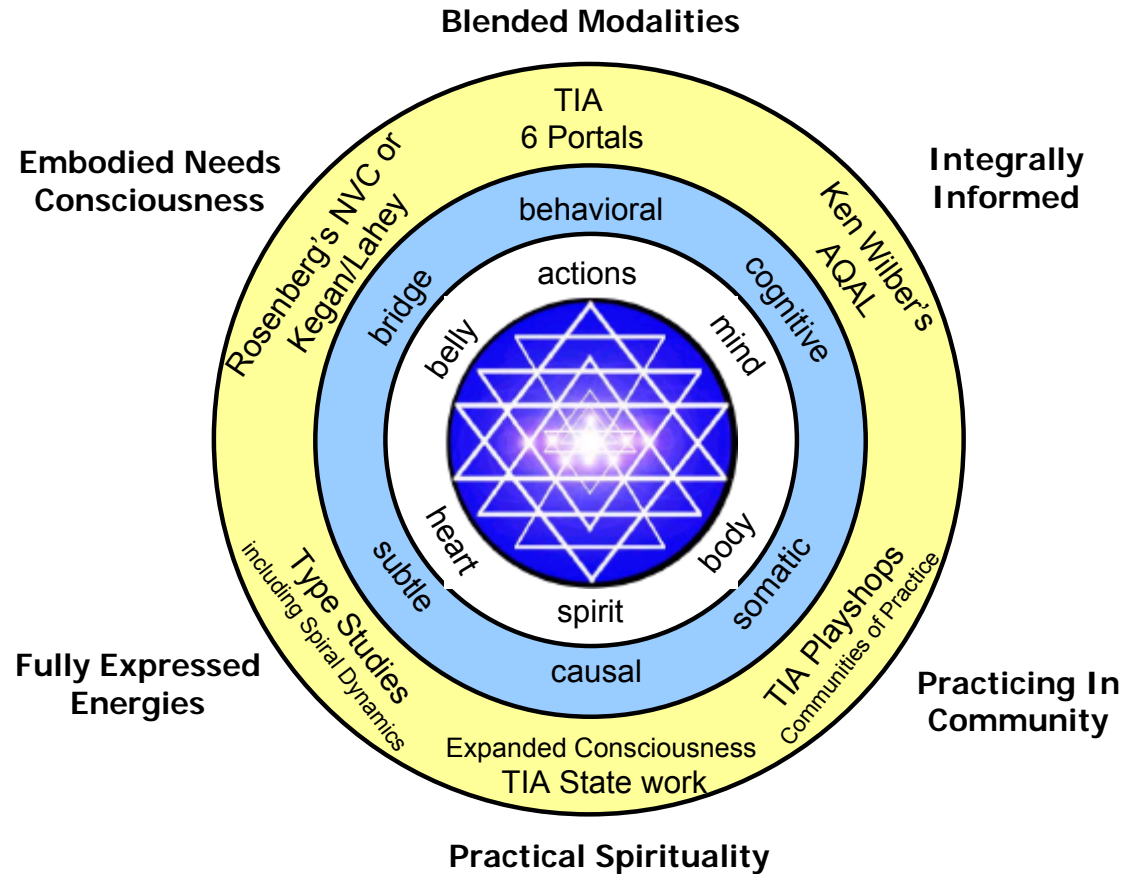 Blended Modalities
TIA
6 Portals
Embodied Needs
Consciousness
Integrally
Informed
Rosenberg's NVC or
Kegan/Lahey
Ken Wilber's
AQAL
behavioral
bridge
cognitive
actions
belly
mind
heart
body
spirit
subtle
somatic
causal
Type Studies
including Spiral Dynamics
TIA Playshops
Communities of Practice
Expanded Consciousness
TIA State work
Fully Expressed
Energies
Practicing In
Community
Practical Spirituality